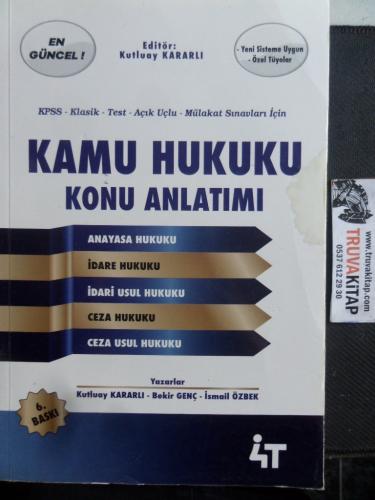 EN
GÜNCEL!
Editör:
Kutluay KARARLI
- Yeni Sisteme Uygun
- Özel Tüyolar
KPSS - Klasik - Test - Açık Uçlu - Mülakat Sınavları İçin
KAMU HUKUKU
KONU ANLATIMI
ANAYASA HUKUKU
İDARE HUKUKU
İDARİ USUL HUKUKU
CEZA HUKUKU
CEZA USUL HUKUKU
Yazarlar
Kutluay KARARLI - Bekir GENÇ - İsmail ÖZBEK
6.
BASKI
4T
www.truvakitap.com
TRUVAKİTAP
0537 612 29 30